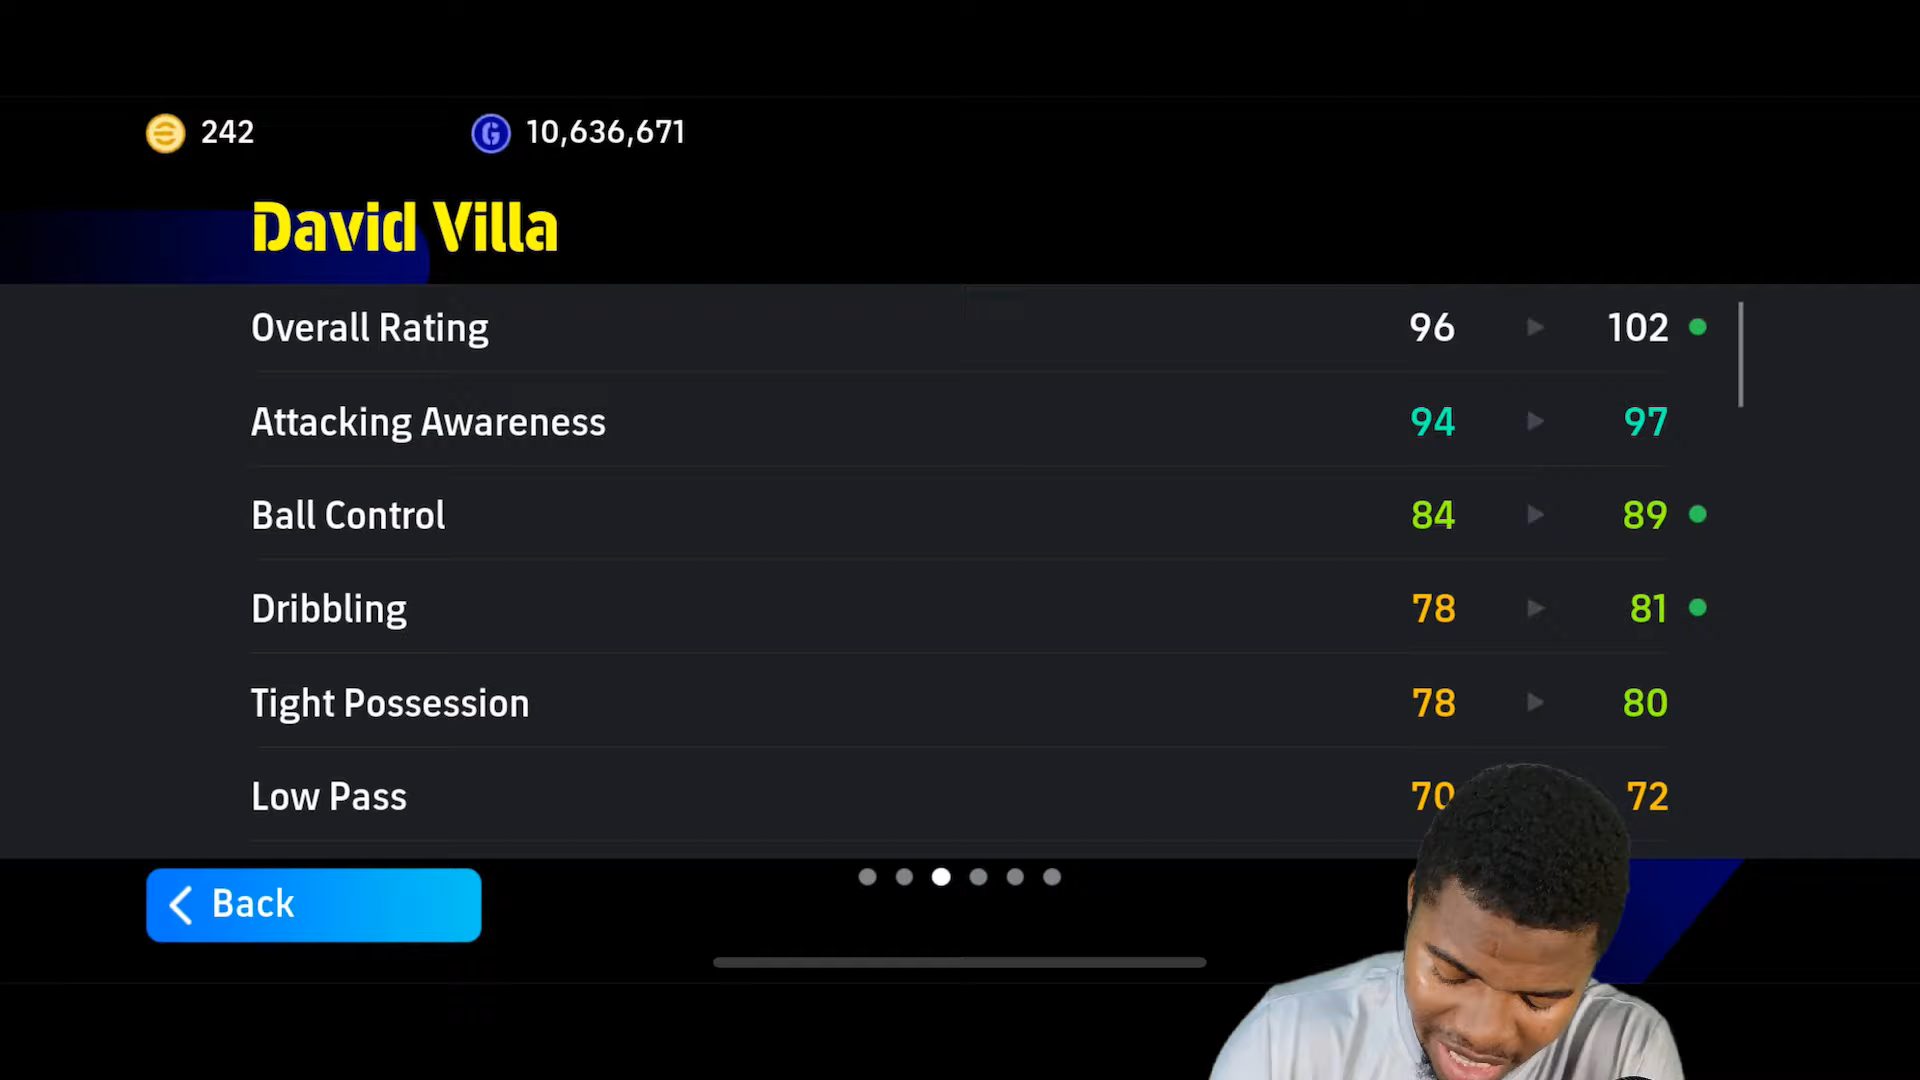 242 10,636,671
David Villa
Overall Rating 96 102
Attacking Awareness 94 97
Ball Control 84 89
Dribbling 78 81
Tight Possession 78 80
Low Pass 70 72
Back